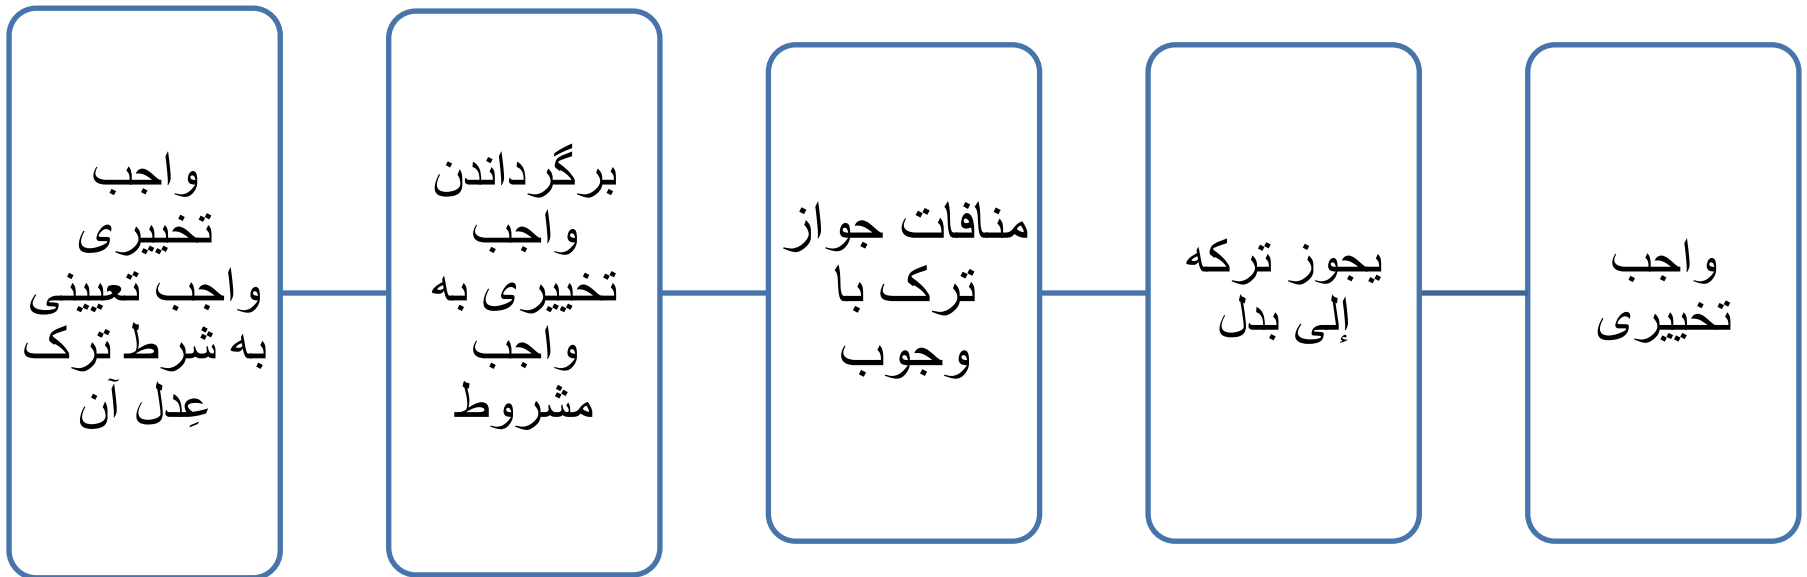 واجب
تخییری
یجوز ترکه
إلی بدل
منافات جواز
ترک با
وجوب
برگرداندن
واجب
تخییری به
واجب
مشروط
واجب
تخییری
واجب تعیینی
به شرط ترک
عِدل آن